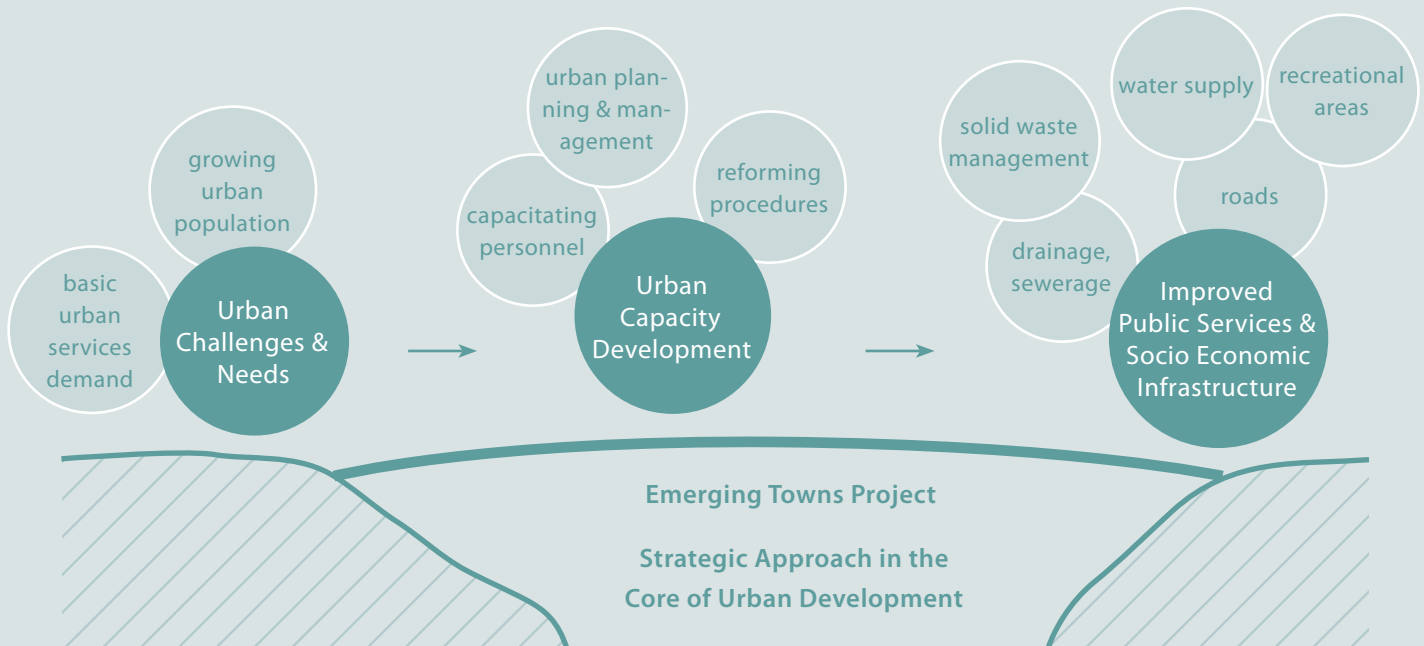 growing
urban
population
basic
urban
services
demand
Urban
Challenges &
Needs
urban plan-
ning & man-
agement
capacitating
personnel
reforming
procedures
Urban
Capacity
Development
solid waste
management
water supply
recreational
areas
roads
drainage,
sewerage
Improved
Public Services &
Socio Economic
Infrastructure
Emerging Towns Project
Strategic Approach in the
Core of Urban Development